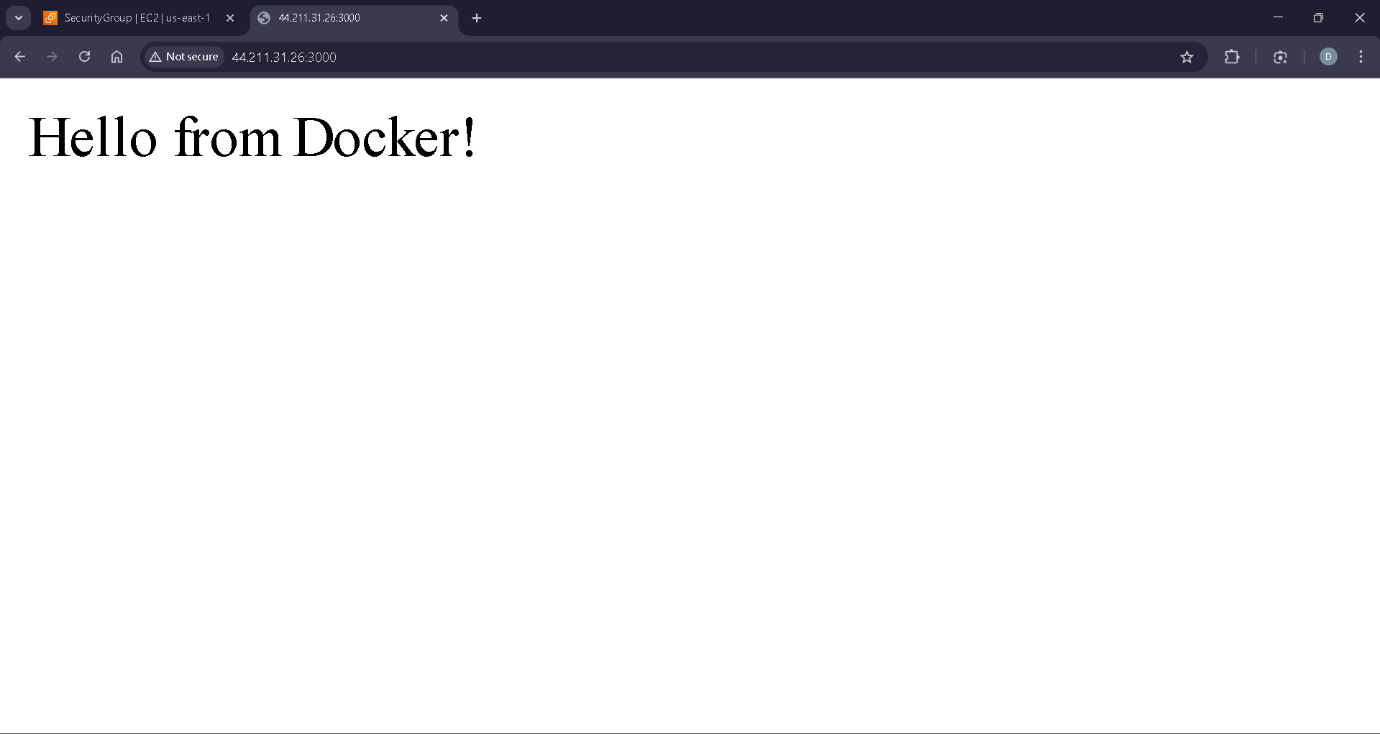 SecurityGroup | EC2 | us-east-1
44.211.31.26:3000
Not secure
44.211.31.26:3000
D
Hello from Docker!